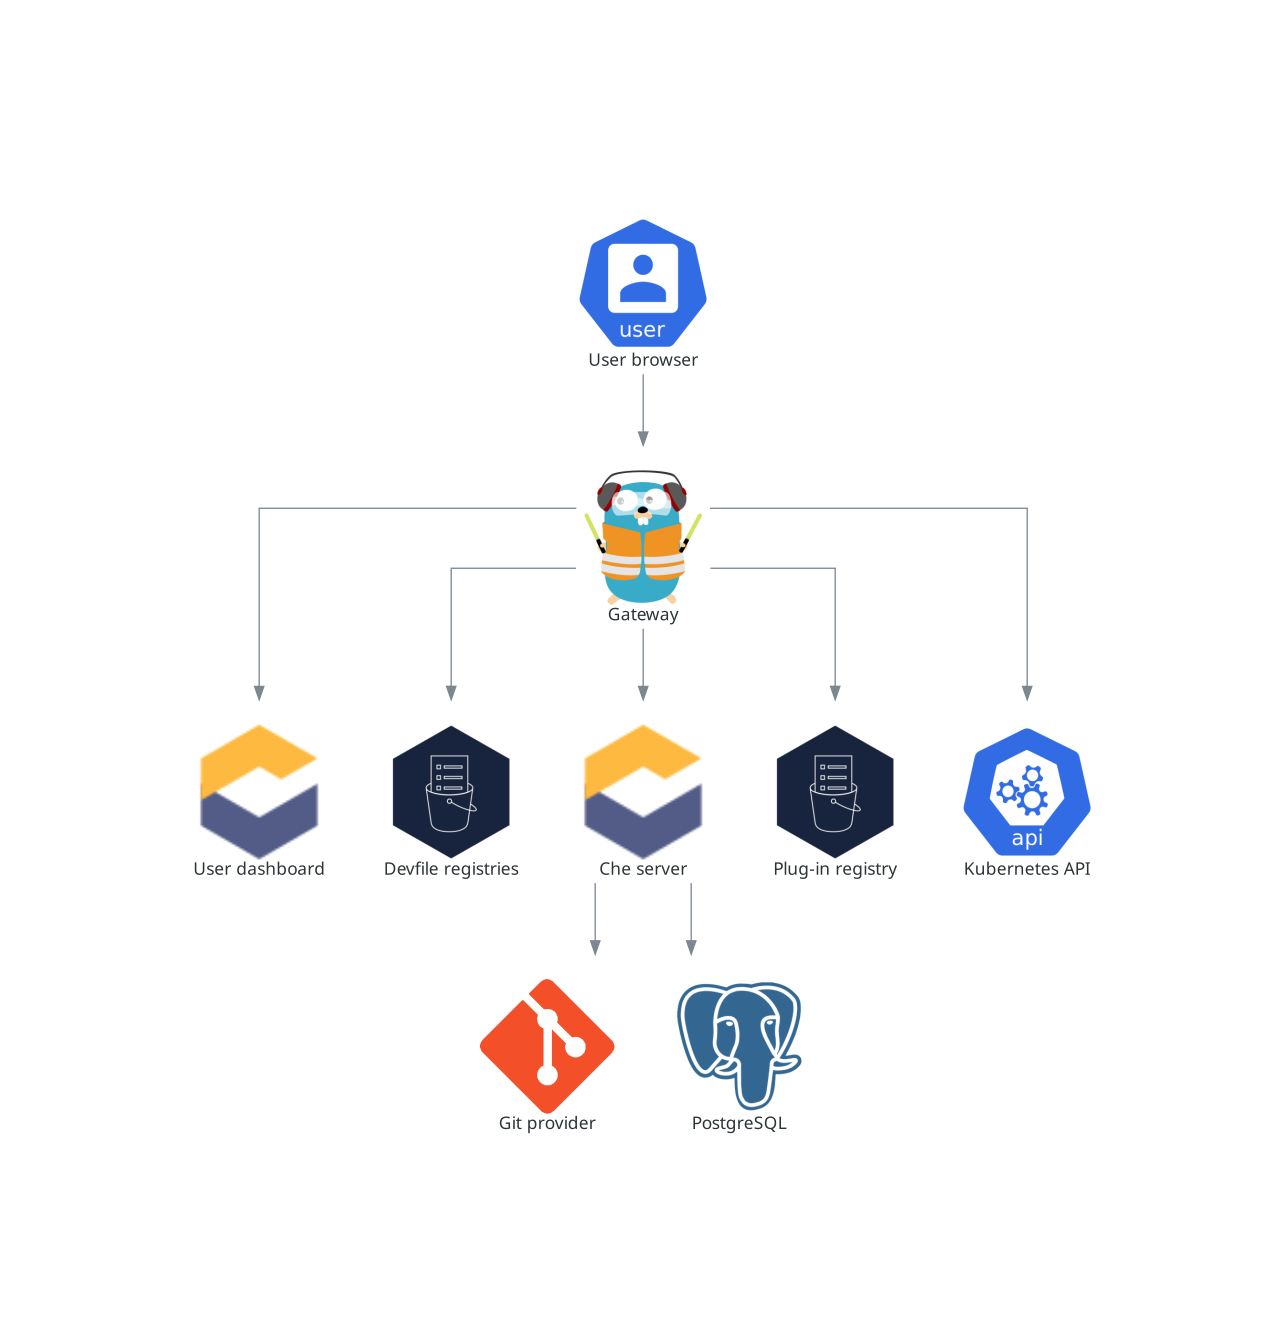 user
User browser
Gateway
User dashboard
Devfile registries
Che server
Plug-in registry
api
Kubernetes API
Git provider
PostgreSQL